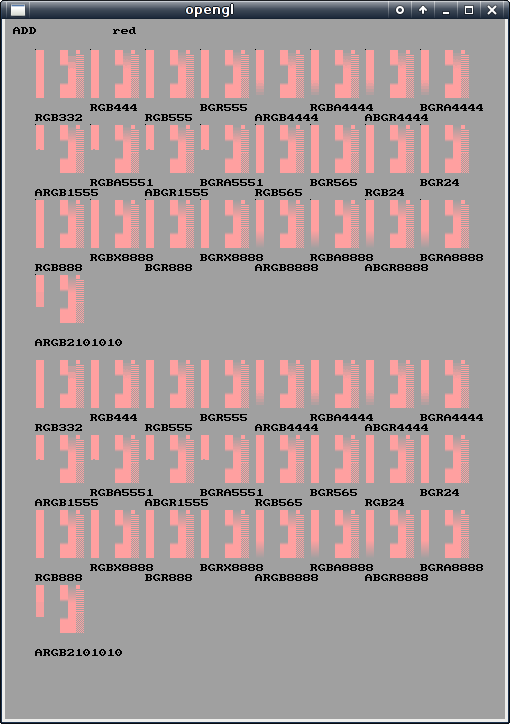 opengl
ADD red
RGB444 BGR555 RGBA4444 BGRA4444
RGB332 RGB555 ARGB4444 ABGR4444
RGBA5551 BGRA5551 BGR565 BGR24
ARGB1555 ABGR1555 RGB565 RGB24
RGBX8888 BGRX8888 RGBA8888 BGRA8888
RGB888 BGR888 ARGB8888 ABGR8888
ARGB2101010
RGB444 BGR555 RGBA4444 BGRA4444
RGB332 RGB555 ARGB4444 ABGR4444
RGBA5551 BGRA5551 BGR565 BGR24
ARGB1555 ABGR1555 RGB565 RGB24
RGBX8888 BGRX8888 RGBA8888 BGRA8888
RGB888 BGR888 ARGB8888 ABGR8888
ARGB2101010